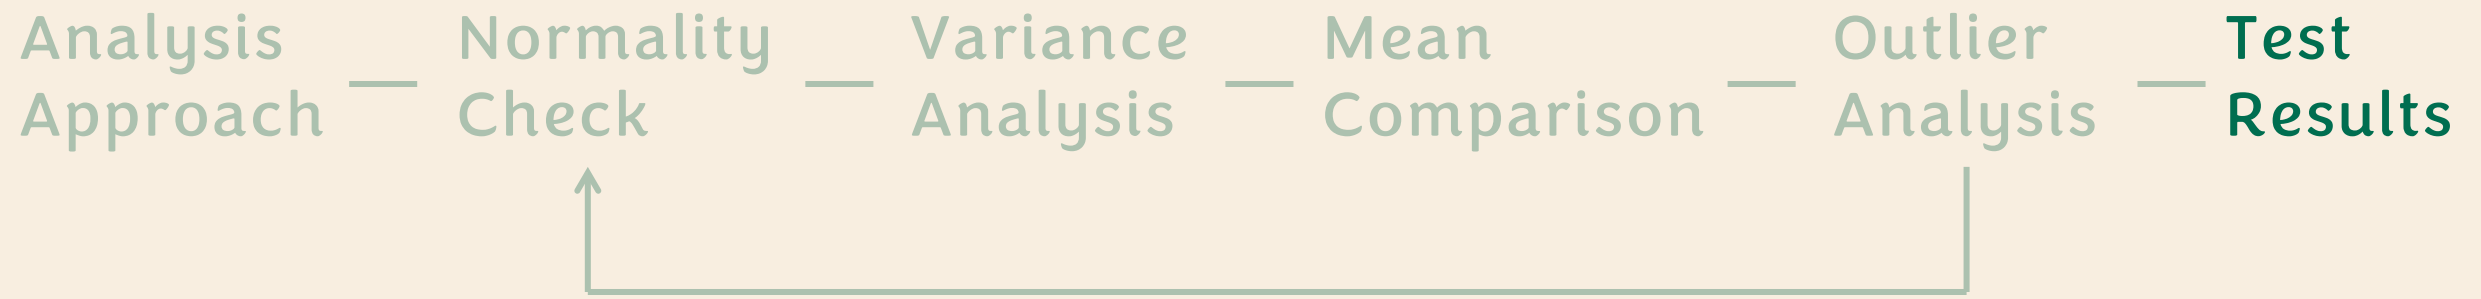 Analysis
Approach
Normality
Check
Variance
Analysis
Mean
Comparison
Outlier
Analysis
Test
Results